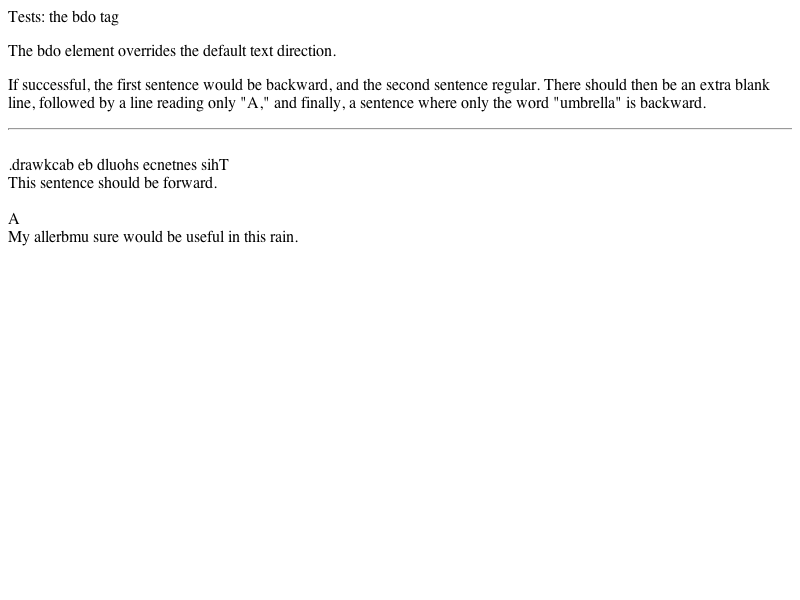 Tests: the bdo tag
The bdo element overrides the default text direction.
If successful, the first sentence would be backward, and the second sentence regular. There should then be an extra blank
line, followed by a line reading only "A," and finally, a sentence where only the word "umbrella" is backward.
.drawkcab eb dluohs ecnetnes sihT
This sentence should be forward.
A
My allerbmu sure would be useful in this rain.